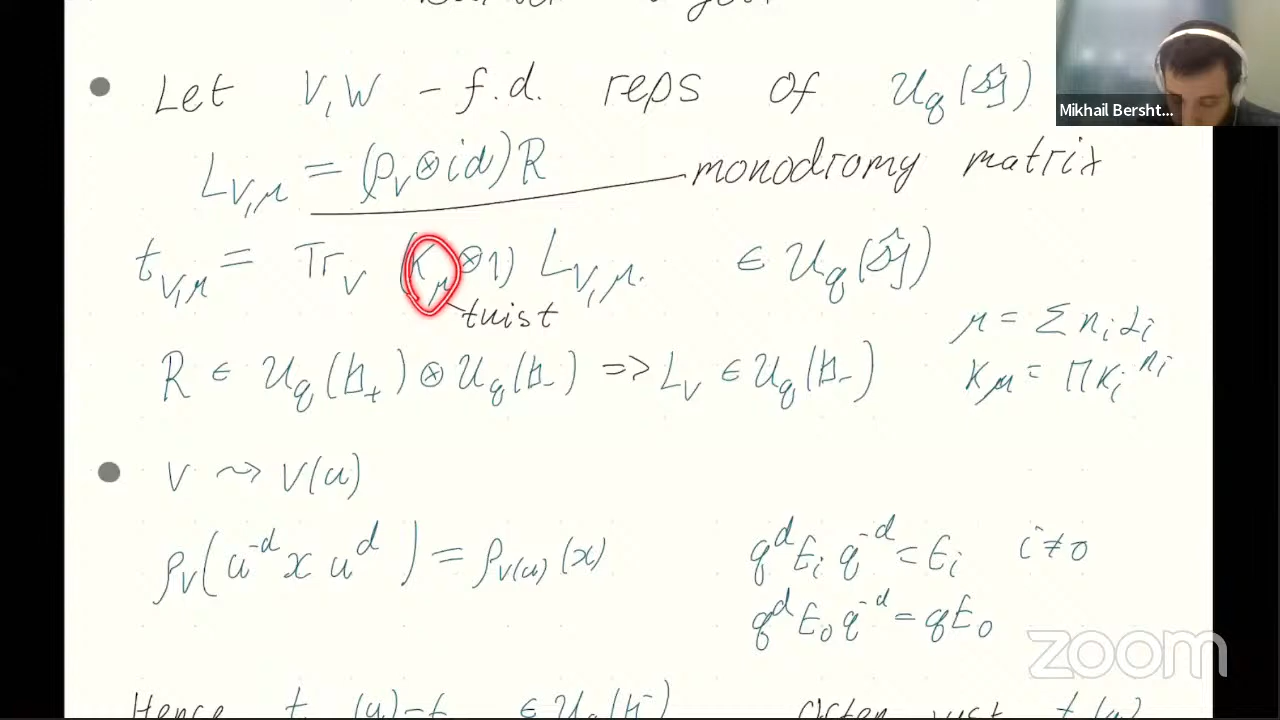 Let V, W – f.d. reps of U_q(ĝ)
Mikhail Bersht...
L_{V,μ} = (ρ_V ⊗ id) R — monodromy matrix
t_{V,μ} = Tr_V (K_μ ⊗ 1) L_{V,μ}. ∈ U_q(ĝ)
twist
μ = Σ n_i α_i
R ∈ U_q(b_+) ⊗ U_q(b_-) => L_V ∈ U_q(b_-)
K_μ = Π K_i^{n_i}
V ⇝ V(u)
ρ_V(u^{-d} x u^d) = ρ_{V(u)}(x)
q^d E_i q^{-d} = E_i i ≠ 0
q^d E_0 q^{-d} = q E_0
zoom
Hence